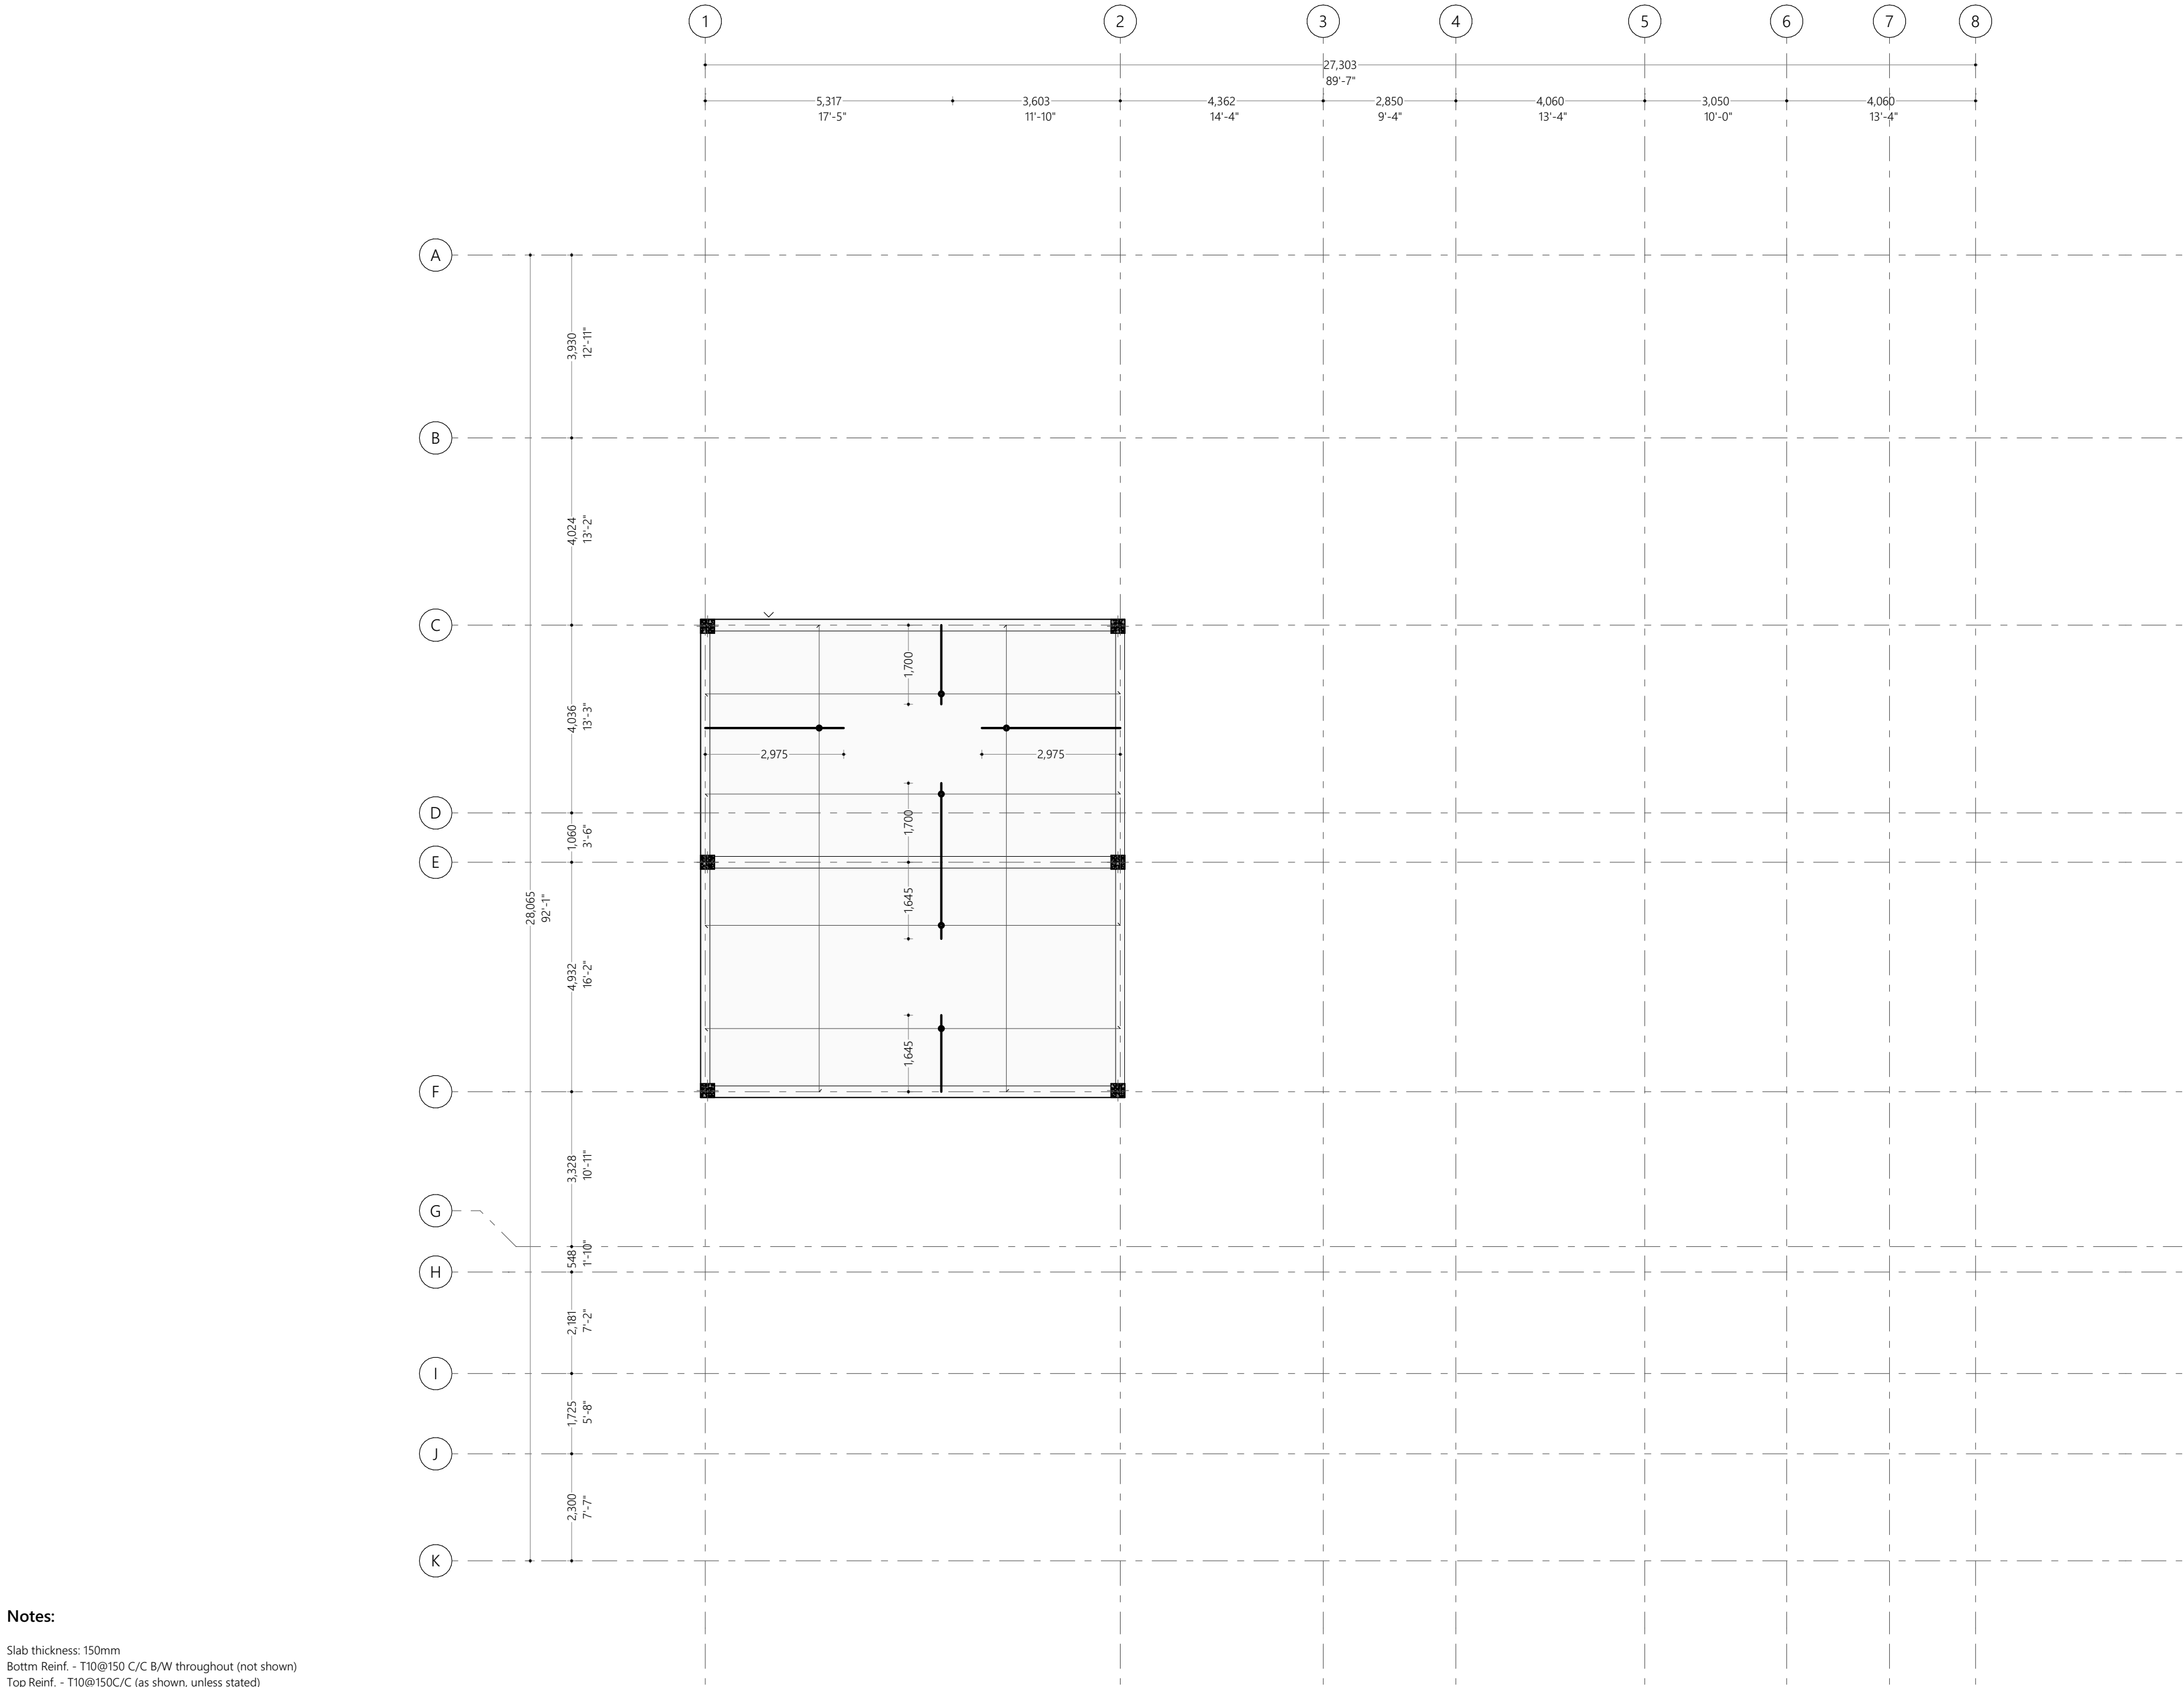 1 2 3 4 5 6 7 8
27,303
89'-7"
5,317 3,603 4,362 2,850 4,060 3,050 4,060
17'-5" 11'-10" 14'-4" 9'-4" 13'-4" 10'-0" 13'-4"
A
3,930
12'-11"
B
4,024
13'-2"
C
1,700
4,036
13'-3"
2,975 2,975
D
1,700
1,060
3'-6"
E
28,065
92'-1"
1,645
4,932
16'-2"
1,645
F
3,328
10'-11"
G
548
1'-10"
H
2,181
7'-2"
I
1,725
5'-8"
J
2,300
7'-7"
K
Notes:
Slab thickness: 150mm
Bottm Reinf. - T10@150 C/C B/W throughout (not shown)
Top Reinf. - T10@150C/C (as shown, unless stated)